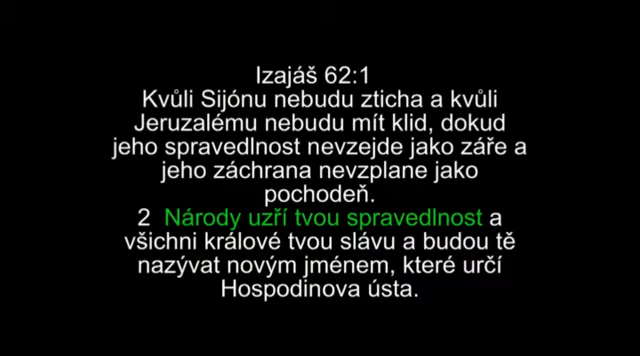 Izajáš 62:1
Kvůli Sijónu nebudu zticha a kvůli
Jeruzalému nebudu mít klid, dokud
jeho spravedlnost nevzejde jako záře a
jeho záchrana nevzplane jako
pochodeň.
2 Národy uzří tvou spravedlnost a
všichni králové tvou slávu a budou tě
nazývat novým jménem, které určí
Hospodinova ústa.